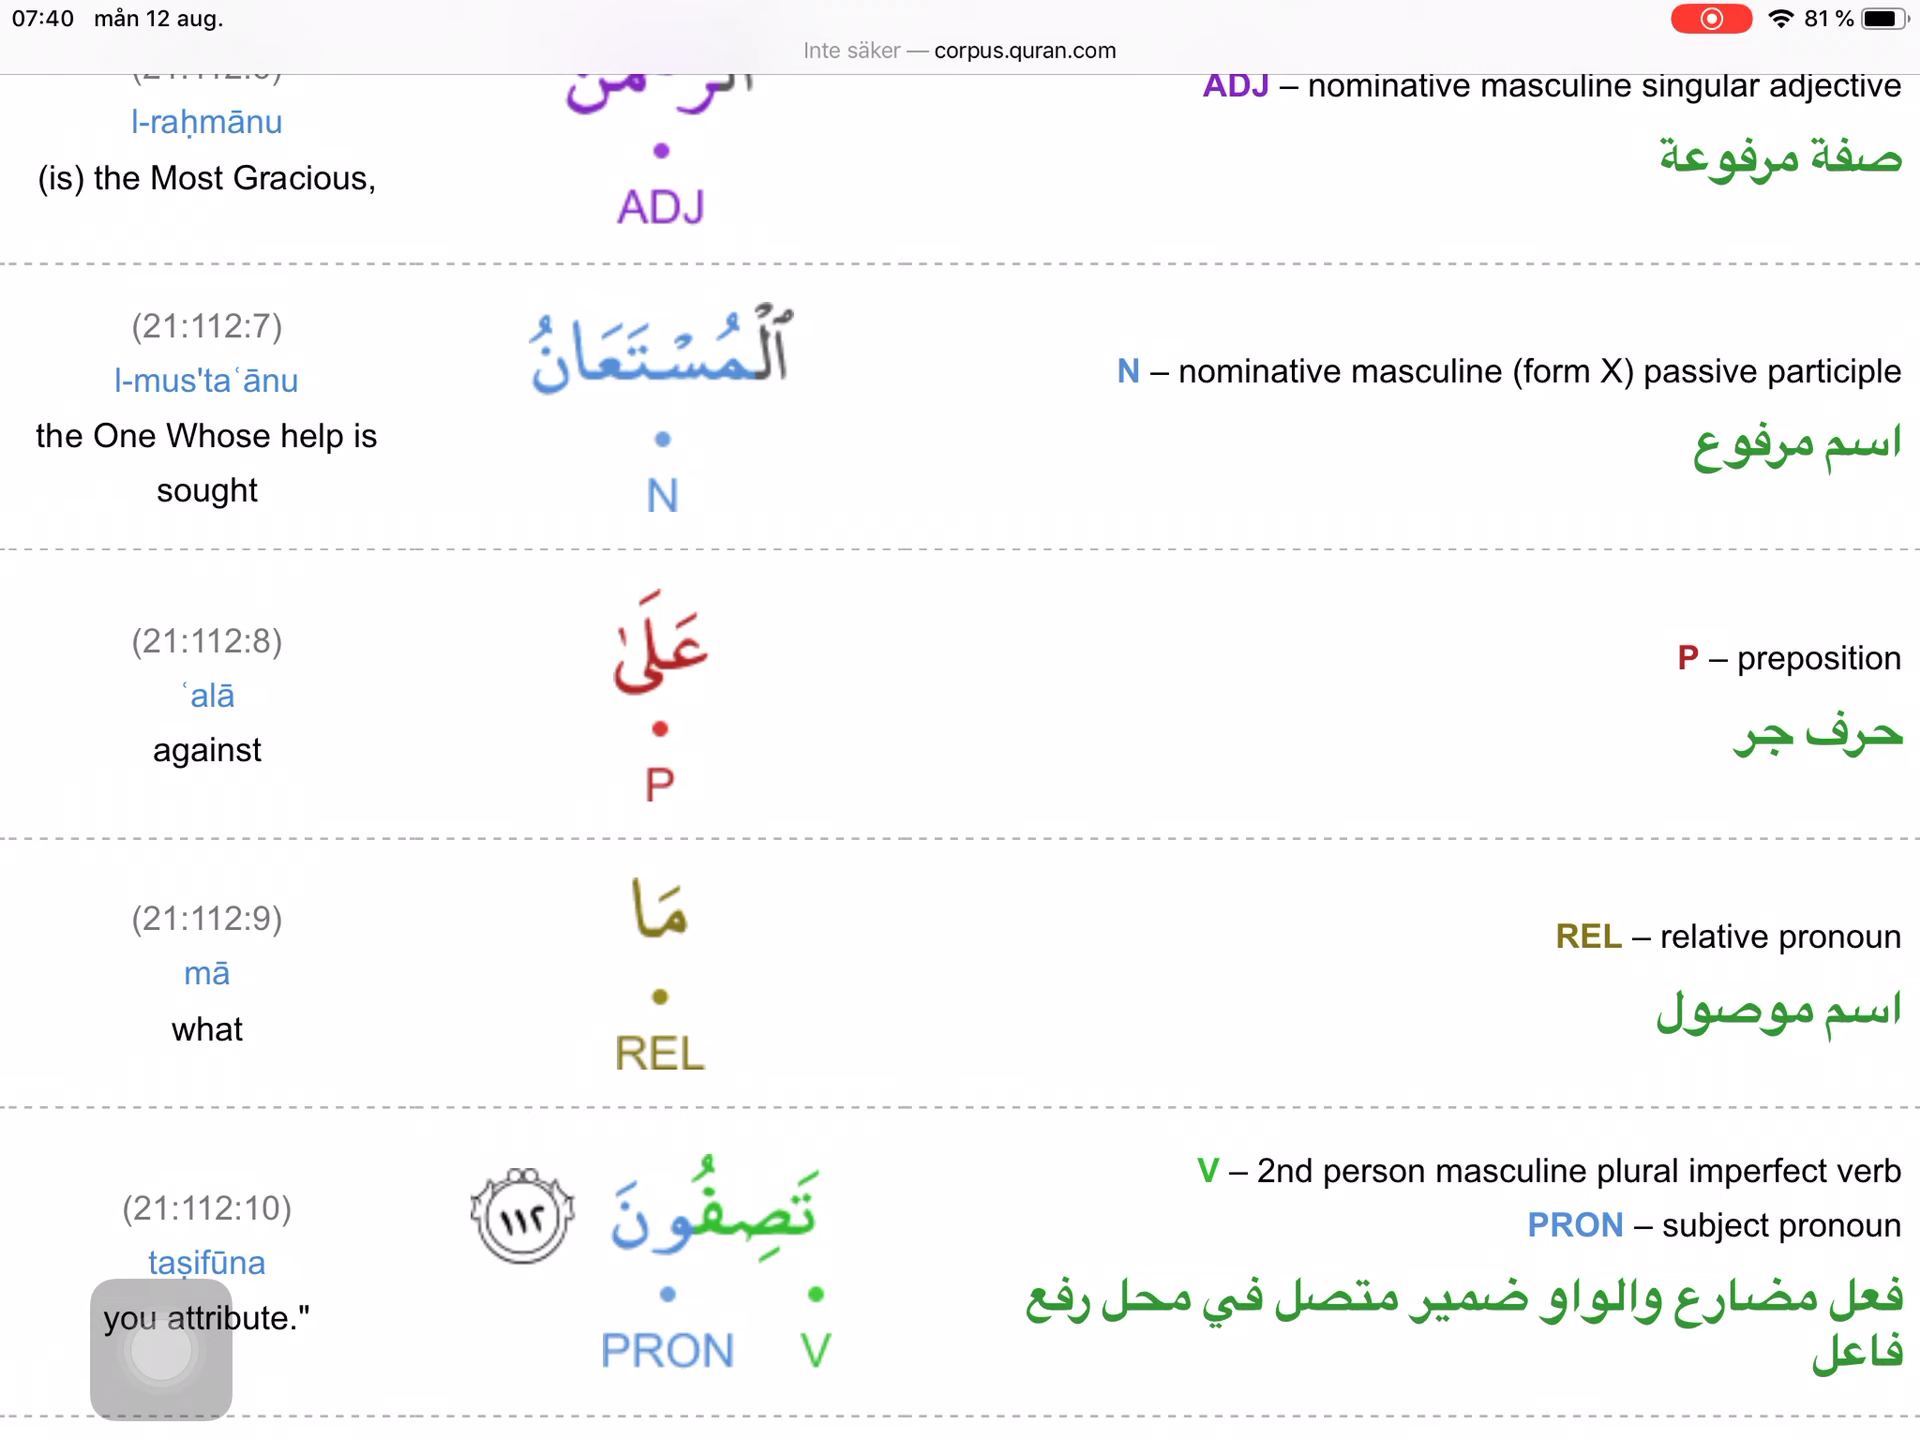 07:40 mån 12 aug. 81 %
Inte säker — corpus.quran.com
l-raḥmānu
(is) the Most Gracious,
ADJ
ADJ – nominative masculine singular adjective
صفة مرفوعة
(21:112:7)
l-mus'taʿānu
the One Whose help is
sought
ٱلْمُسْتَعَانُ
N
N – nominative masculine (form X) passive participle
اسم مرفوع
(21:112:8)
ʿalā
against
عَلَىٰ
P
P – preposition
حرف جر
(21:112:9)
mā
what
مَا
REL
REL – relative pronoun
اسم موصول
(21:112:10)
taṣifūna
you attribute."
تَصِفُونَ ١١٢
PRON V
V – 2nd person masculine plural imperfect verb
PRON – subject pronoun
فعل مضارع والواو ضمير متصل في محل رفع
فاعل